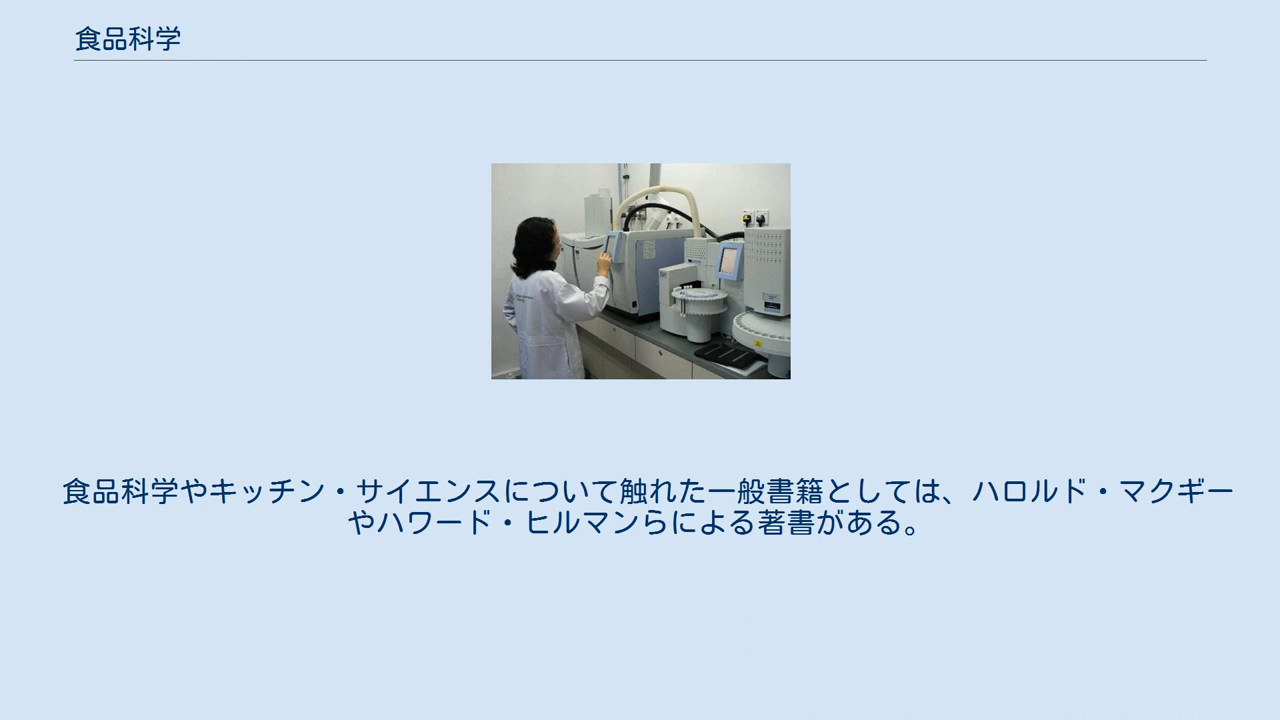 食品科学
食品科学やキッチン・サイエンスについて触れた一般書籍としては、ハロルド・マクギー
やハワード・ヒルマンらによる著書がある。